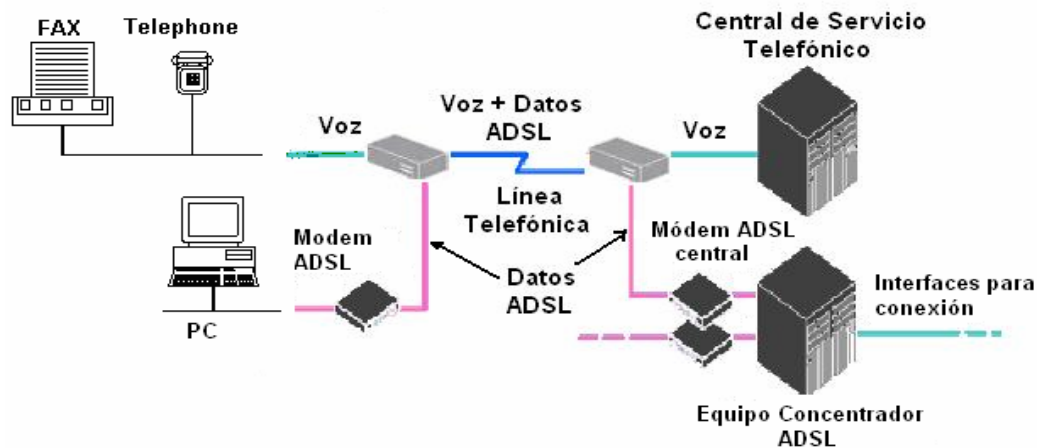 FAX
Telephone
Voz
Voz + Datos
ADSL
Voz
Central de Servicio
Telefónico
Línea
Telefónica
Modem
ADSL
PC
Datos
ADSL
Módem ADSL
central
Interfaces para
conexión
Equipo Concentrador
ADSL